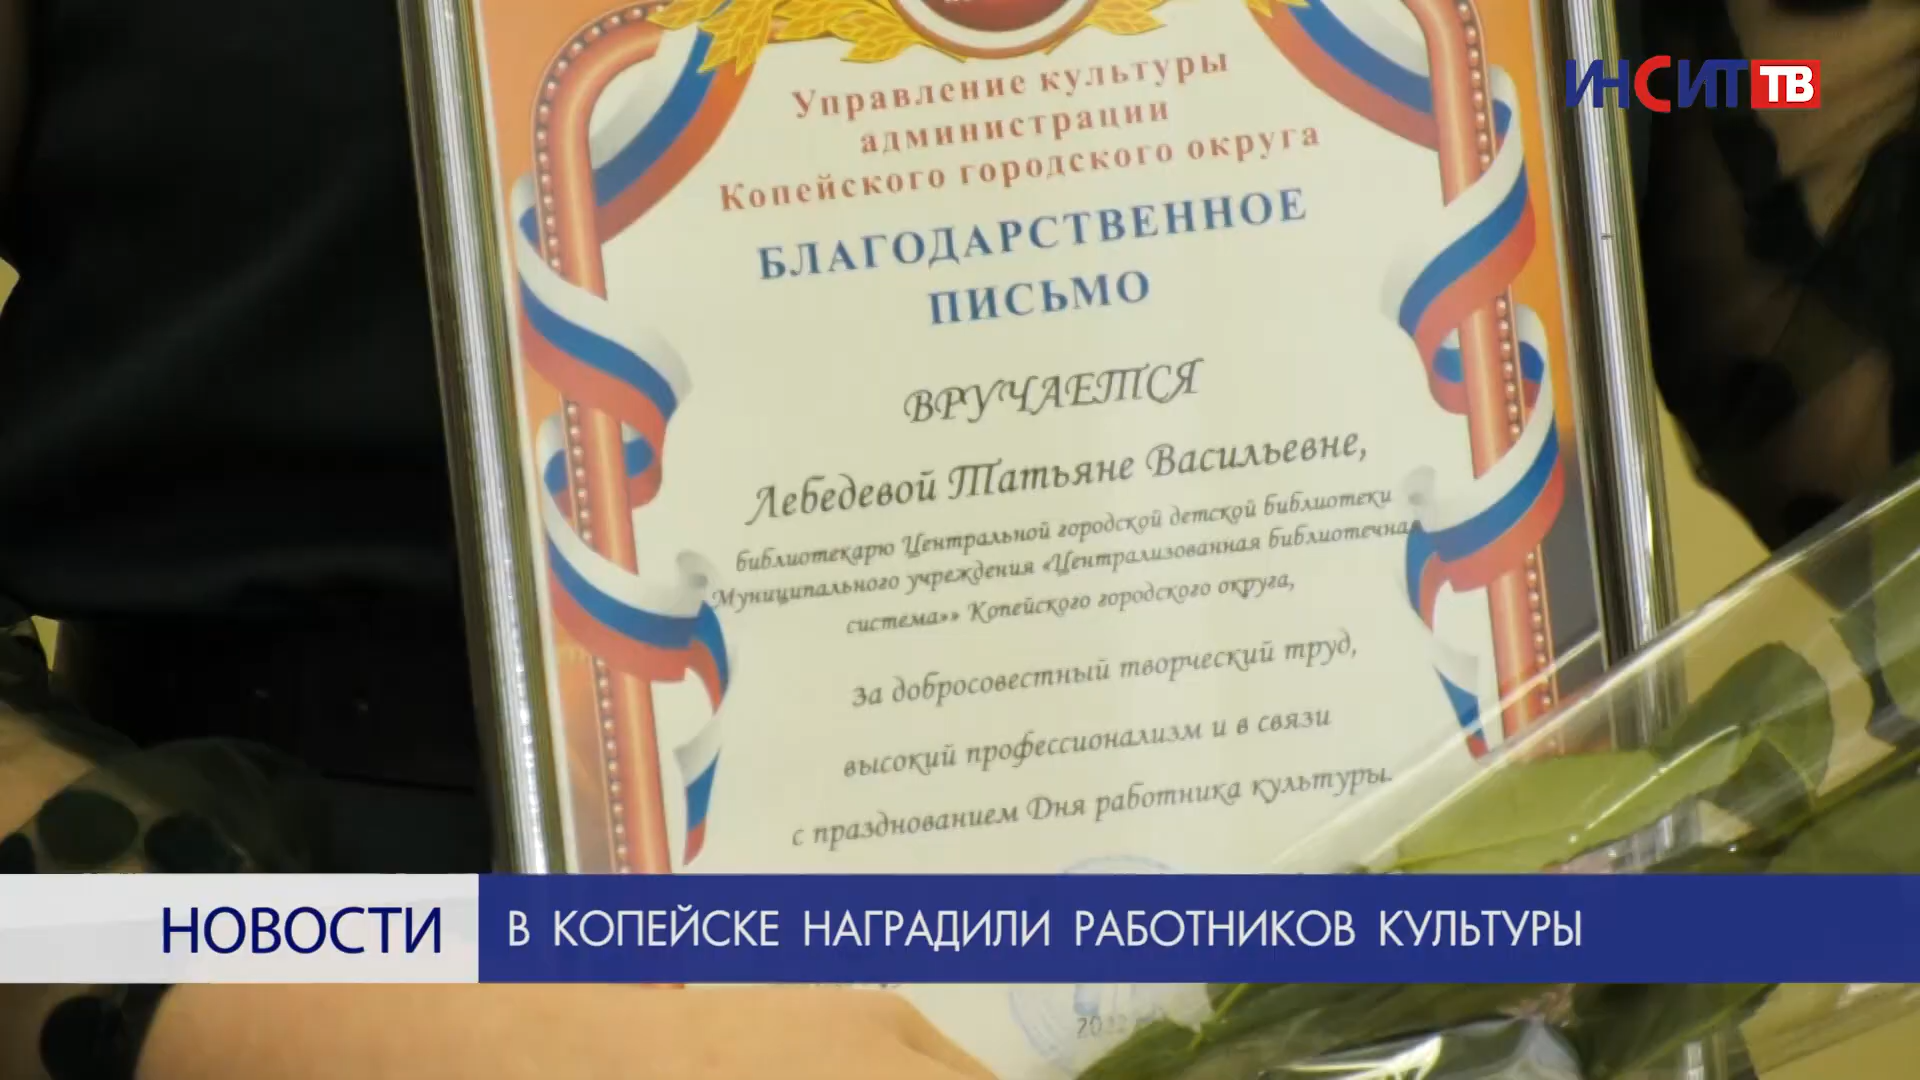 ИНСИТ ТВ
Управление культуры
администрации
Копейского городского округа
БЛАГОДАРСТВЕННОЕ
ПИСЬМО
ВРУЧАЕТСЯ
Лебедевой Татьяне Васильевне,
библиотекарю Центральной городской детской библиотеки
Муниципального учреждения «Централизованная библиотечная
система»» Копейского городского округа,
за добросовестный творческий труд,
высокий профессионализм и в связи
с празднованием Дня работника культуры.
НОВОСТИ
В КОПЕЙСКЕ НАГРАДИЛИ РАБОТНИКОВ КУЛЬТУРЫ